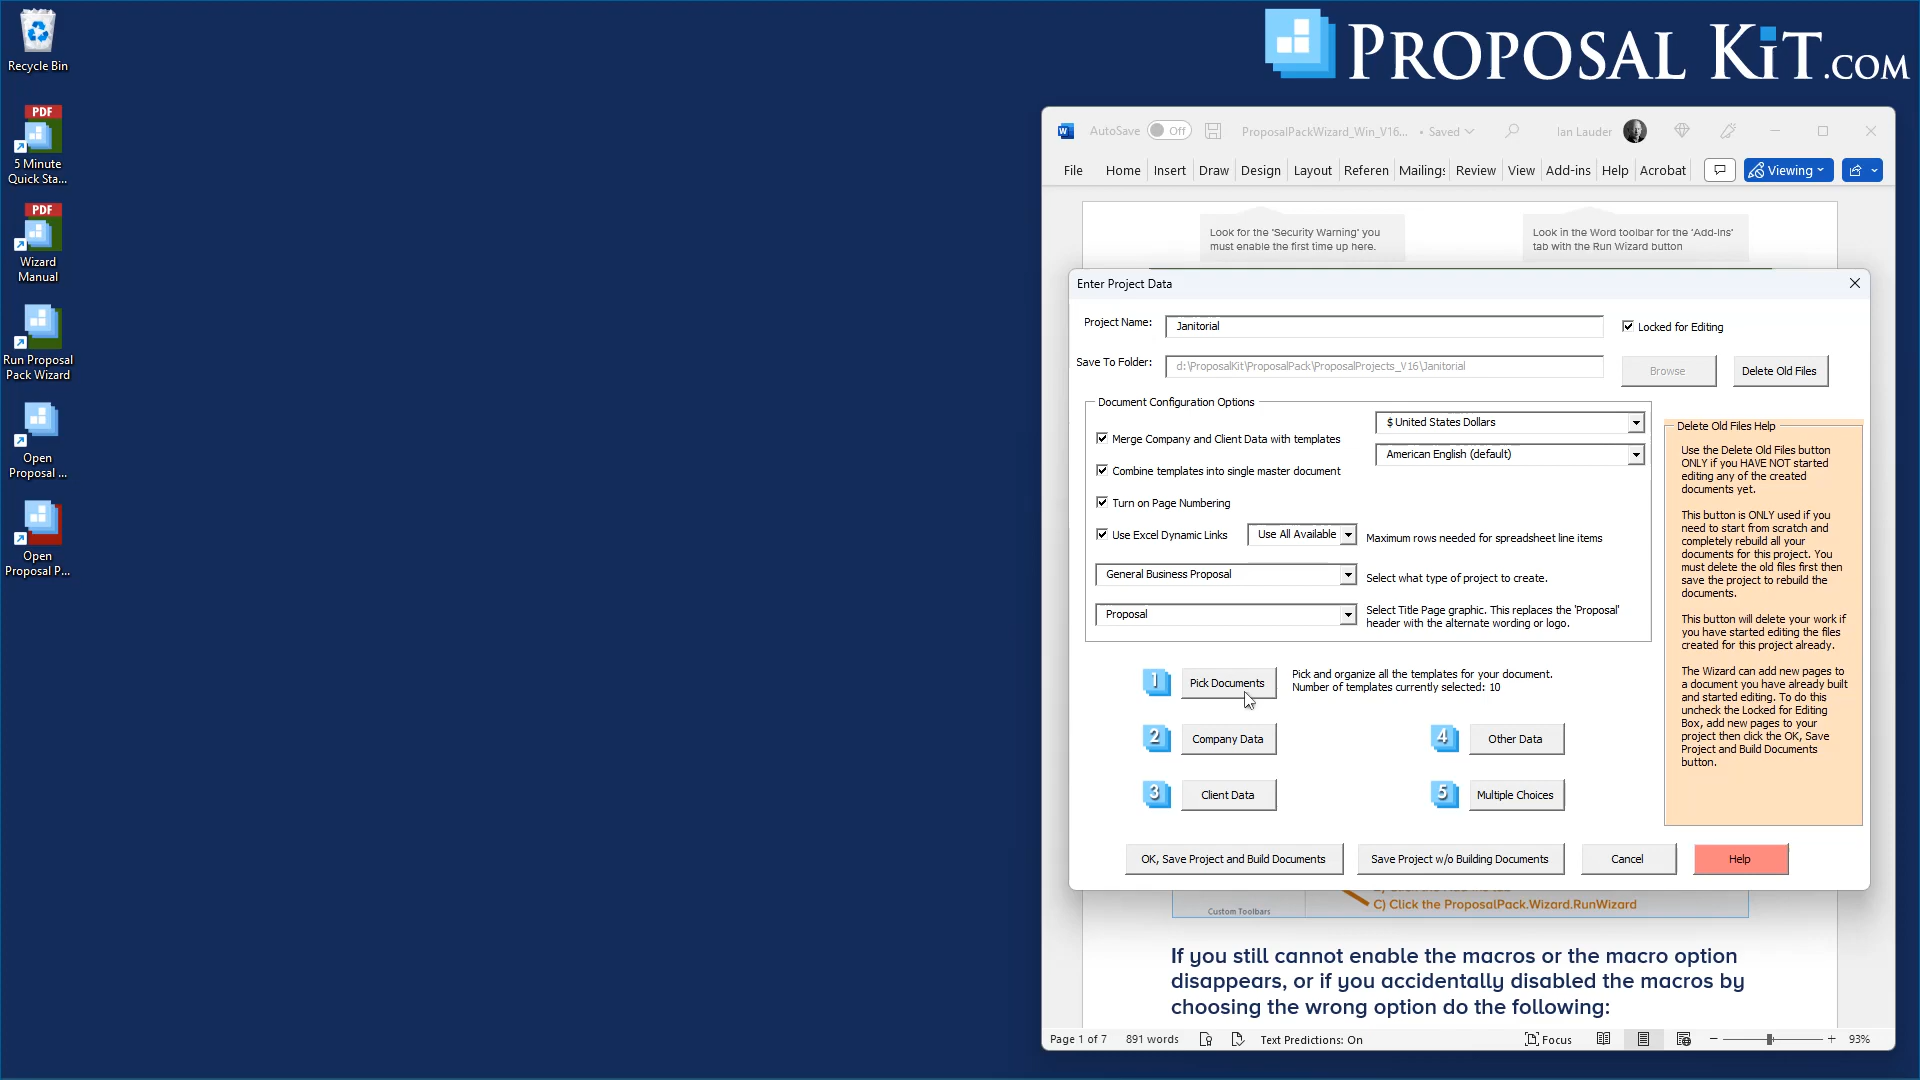 Recycle Bin
PDF
5 Minute
Quick Sta...
PDF
Wizard
Manual
Run Proposal
Pack Wizard
Open
Proposal ...
Open
Proposal P...
PROPOSAL KIT.COM
AutoSave Off ProposalPackWizard_Win_V16... • Saved Ian Lauder
File Home Insert Draw Design Layout Referen Mailings Review View Add-ins Help Acrobat Viewing
Look for the 'Security Warning' you
must enable the first time up here.
Look in the Word toolbar for the 'Add-Ins'
tab with the Run Wizard button
Enter Project Data
Project Name: Janitorial Locked for Editing
Save To Folder: d:\ProposalKit\ProposalPack\ProposalProjects_V16\Janitorial Browse Delete Old Files
Document Configuration Options
$ United States Dollars
Merge Company and Client Data with templates
American English (default)
Combine templates into single master document
Turn on Page Numbering
Use Excel Dynamic Links Use All Available Maximum rows needed for spreadsheet line items
General Business Proposal Select what type of project to create.
Proposal Select Title Page graphic. This replaces the 'Proposal'
header with the alternate wording or logo.
Delete Old Files Help
Use the Delete Old Files button
ONLY if you HAVE NOT started
editing any of the created
documents yet.
This button is ONLY used if you
need to start from scratch and
completely rebuild all your
documents for this project. You
must delete the old files first then
save the project to rebuild the
documents.
This button will delete your work if
you have started editing the files
created for this project already.
The Wizard can add new pages to
a document you have already built
and started editing. To do this
uncheck the Locked for Editing
Box, add new pages to your
project then click the OK, Save
Project and Build Documents
button.
1 Pick Documents Pick and organize all the templates for your document.
Number of templates currently selected: 10
2 Company Data 4 Other Data
3 Client Data 5 Multiple Choices
OK, Save Project and Build Documents Save Project w/o Building Documents Cancel Help
Custom Toolbars
C) Click the ProposalPack.Wizard.RunWizard
If you still cannot enable the macros or the macro option
disappears, or if you accidentally disabled the macros by
choosing the wrong option do the following:
Page 1 of 7 891 words Text Predictions: On Focus 93%